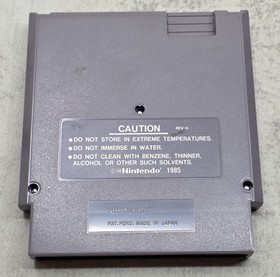 CAUTION REV-A
•DO NOT STORE IN EXTREME TEMPERATURES.
•DO NOT IMMERSE IN WATER.
•DO NOT CLEAN WITH BENZENE, THINNER,
ALCOHOL OR OTHER SUCH SOLVENTS.
Nintendo 1985
PAT. PEND. MADE IN JAPAN